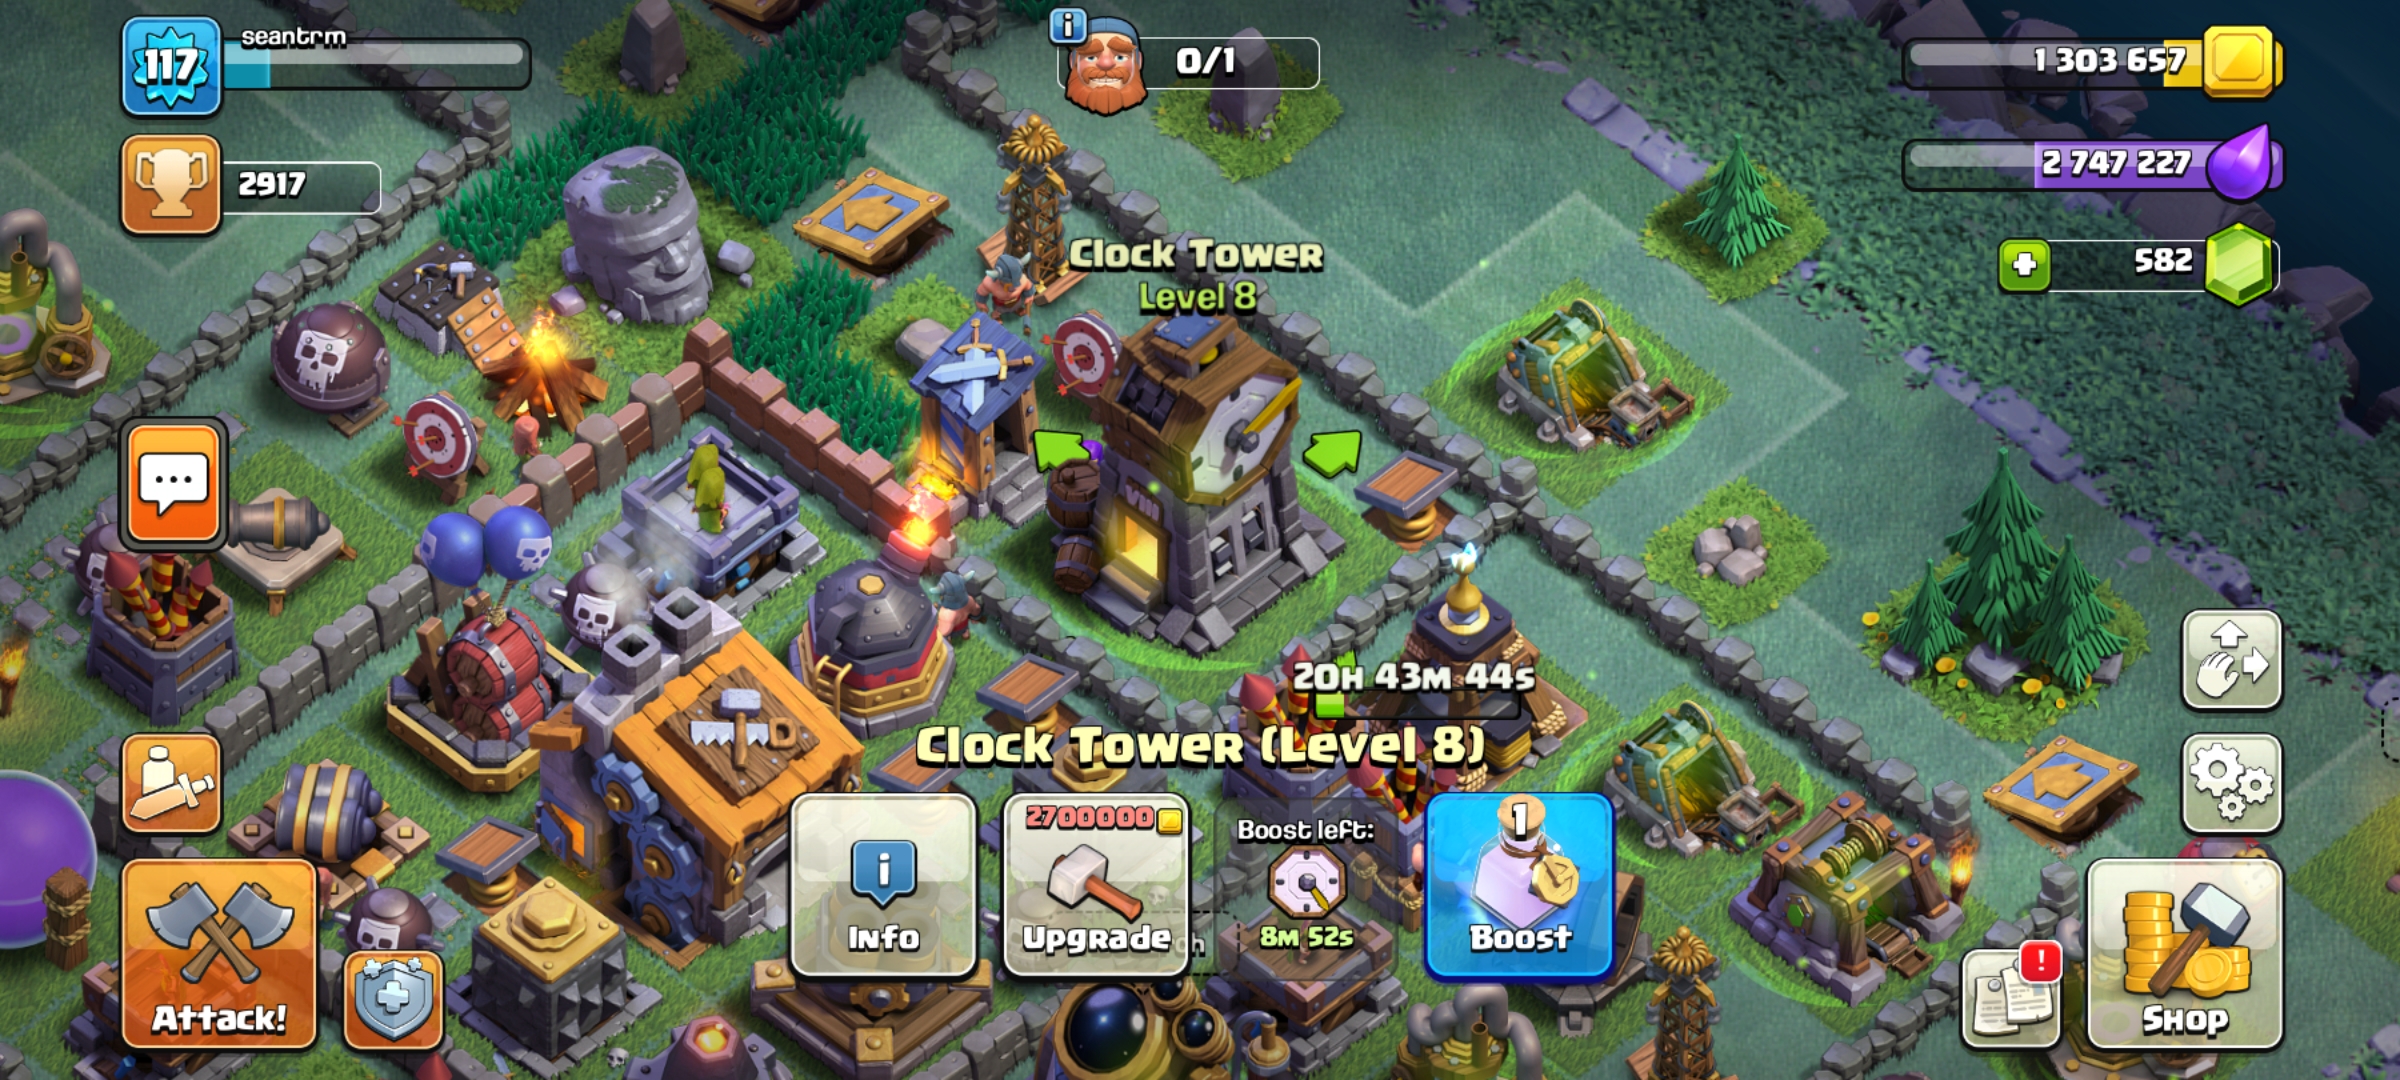 117
seantrm
0/1
1 303 657
2917
2 747 227
582
Clock Tower
Level 8
VIII
20H 43M 44s
Clock Tower (Level 8)
2700000
Info
Upgrade
Boost left:
8M 52s
1
Boost
Attack!
!
Shop